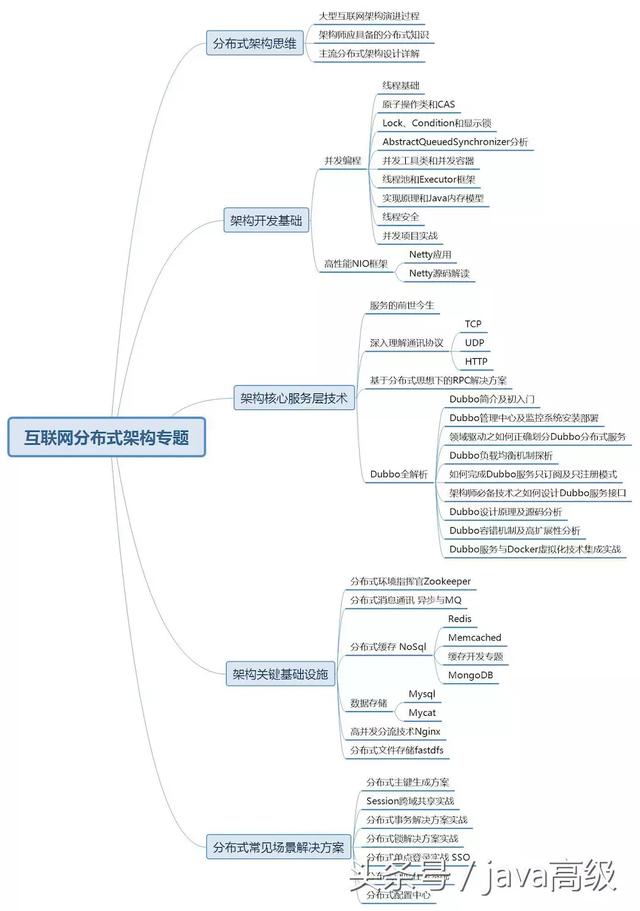 互联网分布式架构专题
分布式架构思维
大型互联网架构演进过程
架构师应具备的分布式知识
主流分布式架构设计详解
架构开发基础
并发编程
线程基础
原子操作类和CAS
Lock、Condition和显示锁
AbstractQueuedSynchronizer分析
并发工具类和并发容器
线程池和Executor框架
实现原理和Java内存模型
线程安全
并发项目实战
高性能NIO框架
Netty应用
Netty源码解读
架构核心服务层技术
服务的前世今生
深入理解通讯协议
TCP
UDP
HTTP
基于分布式思想下的RPC解决方案
Dubbo全解析
Dubbo简介及初入门
Dubbo管理中心及监控系统安装部署
领域驱动之如何正确划分Dubbo分布式服务
Dubbo负载均衡机制探析
如何完成Dubbo服务只订阅及只注册模式
架构师必备技术之如何设计Dubbo服务接口
Dubbo设计原理及源码分析
Dubbo容错机制及高扩展性分析
Dubbo服务与Docker虚拟化技术集成实战
架构关键基础设施
分布式环境指挥官Zookeeper
分布式消息通讯 异步与MQ
分布式缓存 NoSql
Redis
Memcached
缓存开发专题
MongoDB
数据存储
Mysql
Mycat
高并发分流技术Nginx
分布式文件存储fastdfs
分布式常见场景解决方案
分布式主键生成方案
Session跨域共享实战
分布式事务解决方案实战
分布式锁解决方案实战
分布式单点登录实战 SSO
分布式配置中心
头条号 / java高级